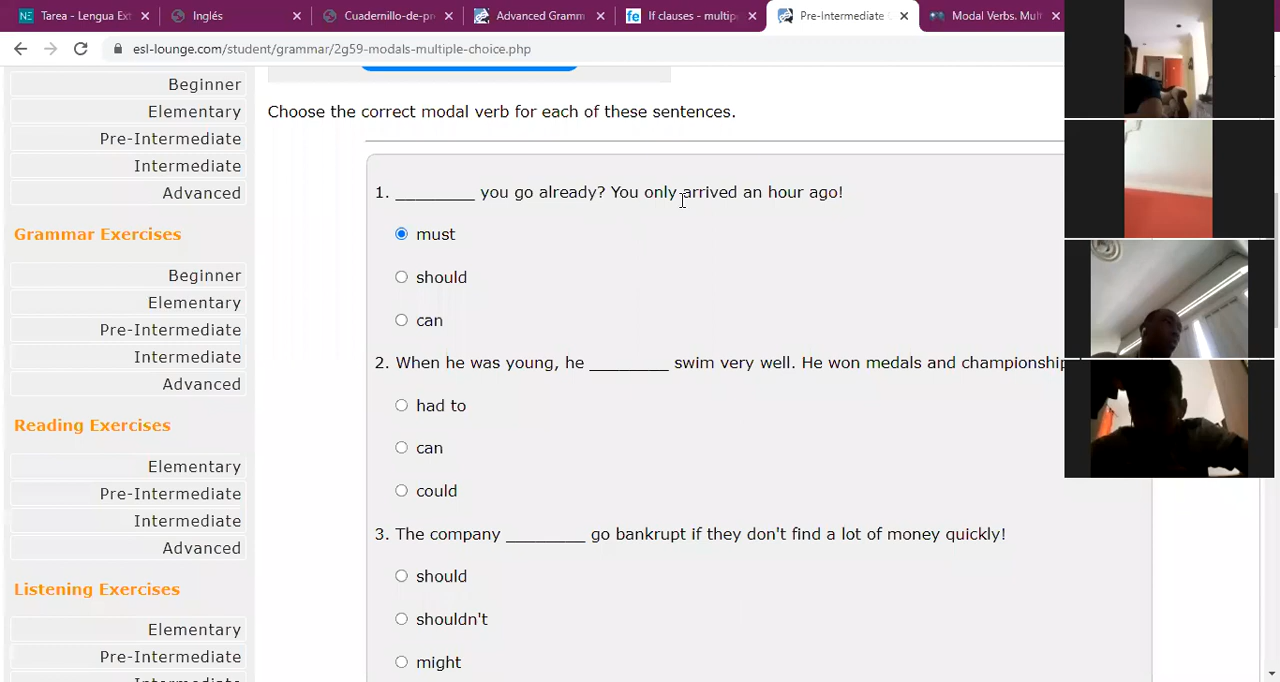 Tarea - Lengua Ex
Inglés
Cuadernillo-de-pr
Advanced Gramm
If clauses - multip
Pre-Intermediate
Modal Verbs. Mul
esl-lounge.com/student/grammar/2g59-modals-multiple-choice.php
Beginner
Elementary
Pre-Intermediate
Intermediate
Advanced
Grammar Exercises
Beginner
Elementary
Pre-Intermediate
Intermediate
Advanced
Reading Exercises
Elementary
Pre-Intermediate
Intermediate
Advanced
Listening Exercises
Elementary
Pre-Intermediate
Choose the correct modal verb for each of these sentences.
1. ________ you go already? You only arrived an hour ago!
must
should
can
2. When he was young, he ________ swim very well. He won medals and championship
had to
can
could
3. The company ________ go bankrupt if they don't find a lot of money quickly!
should
shouldn't
might